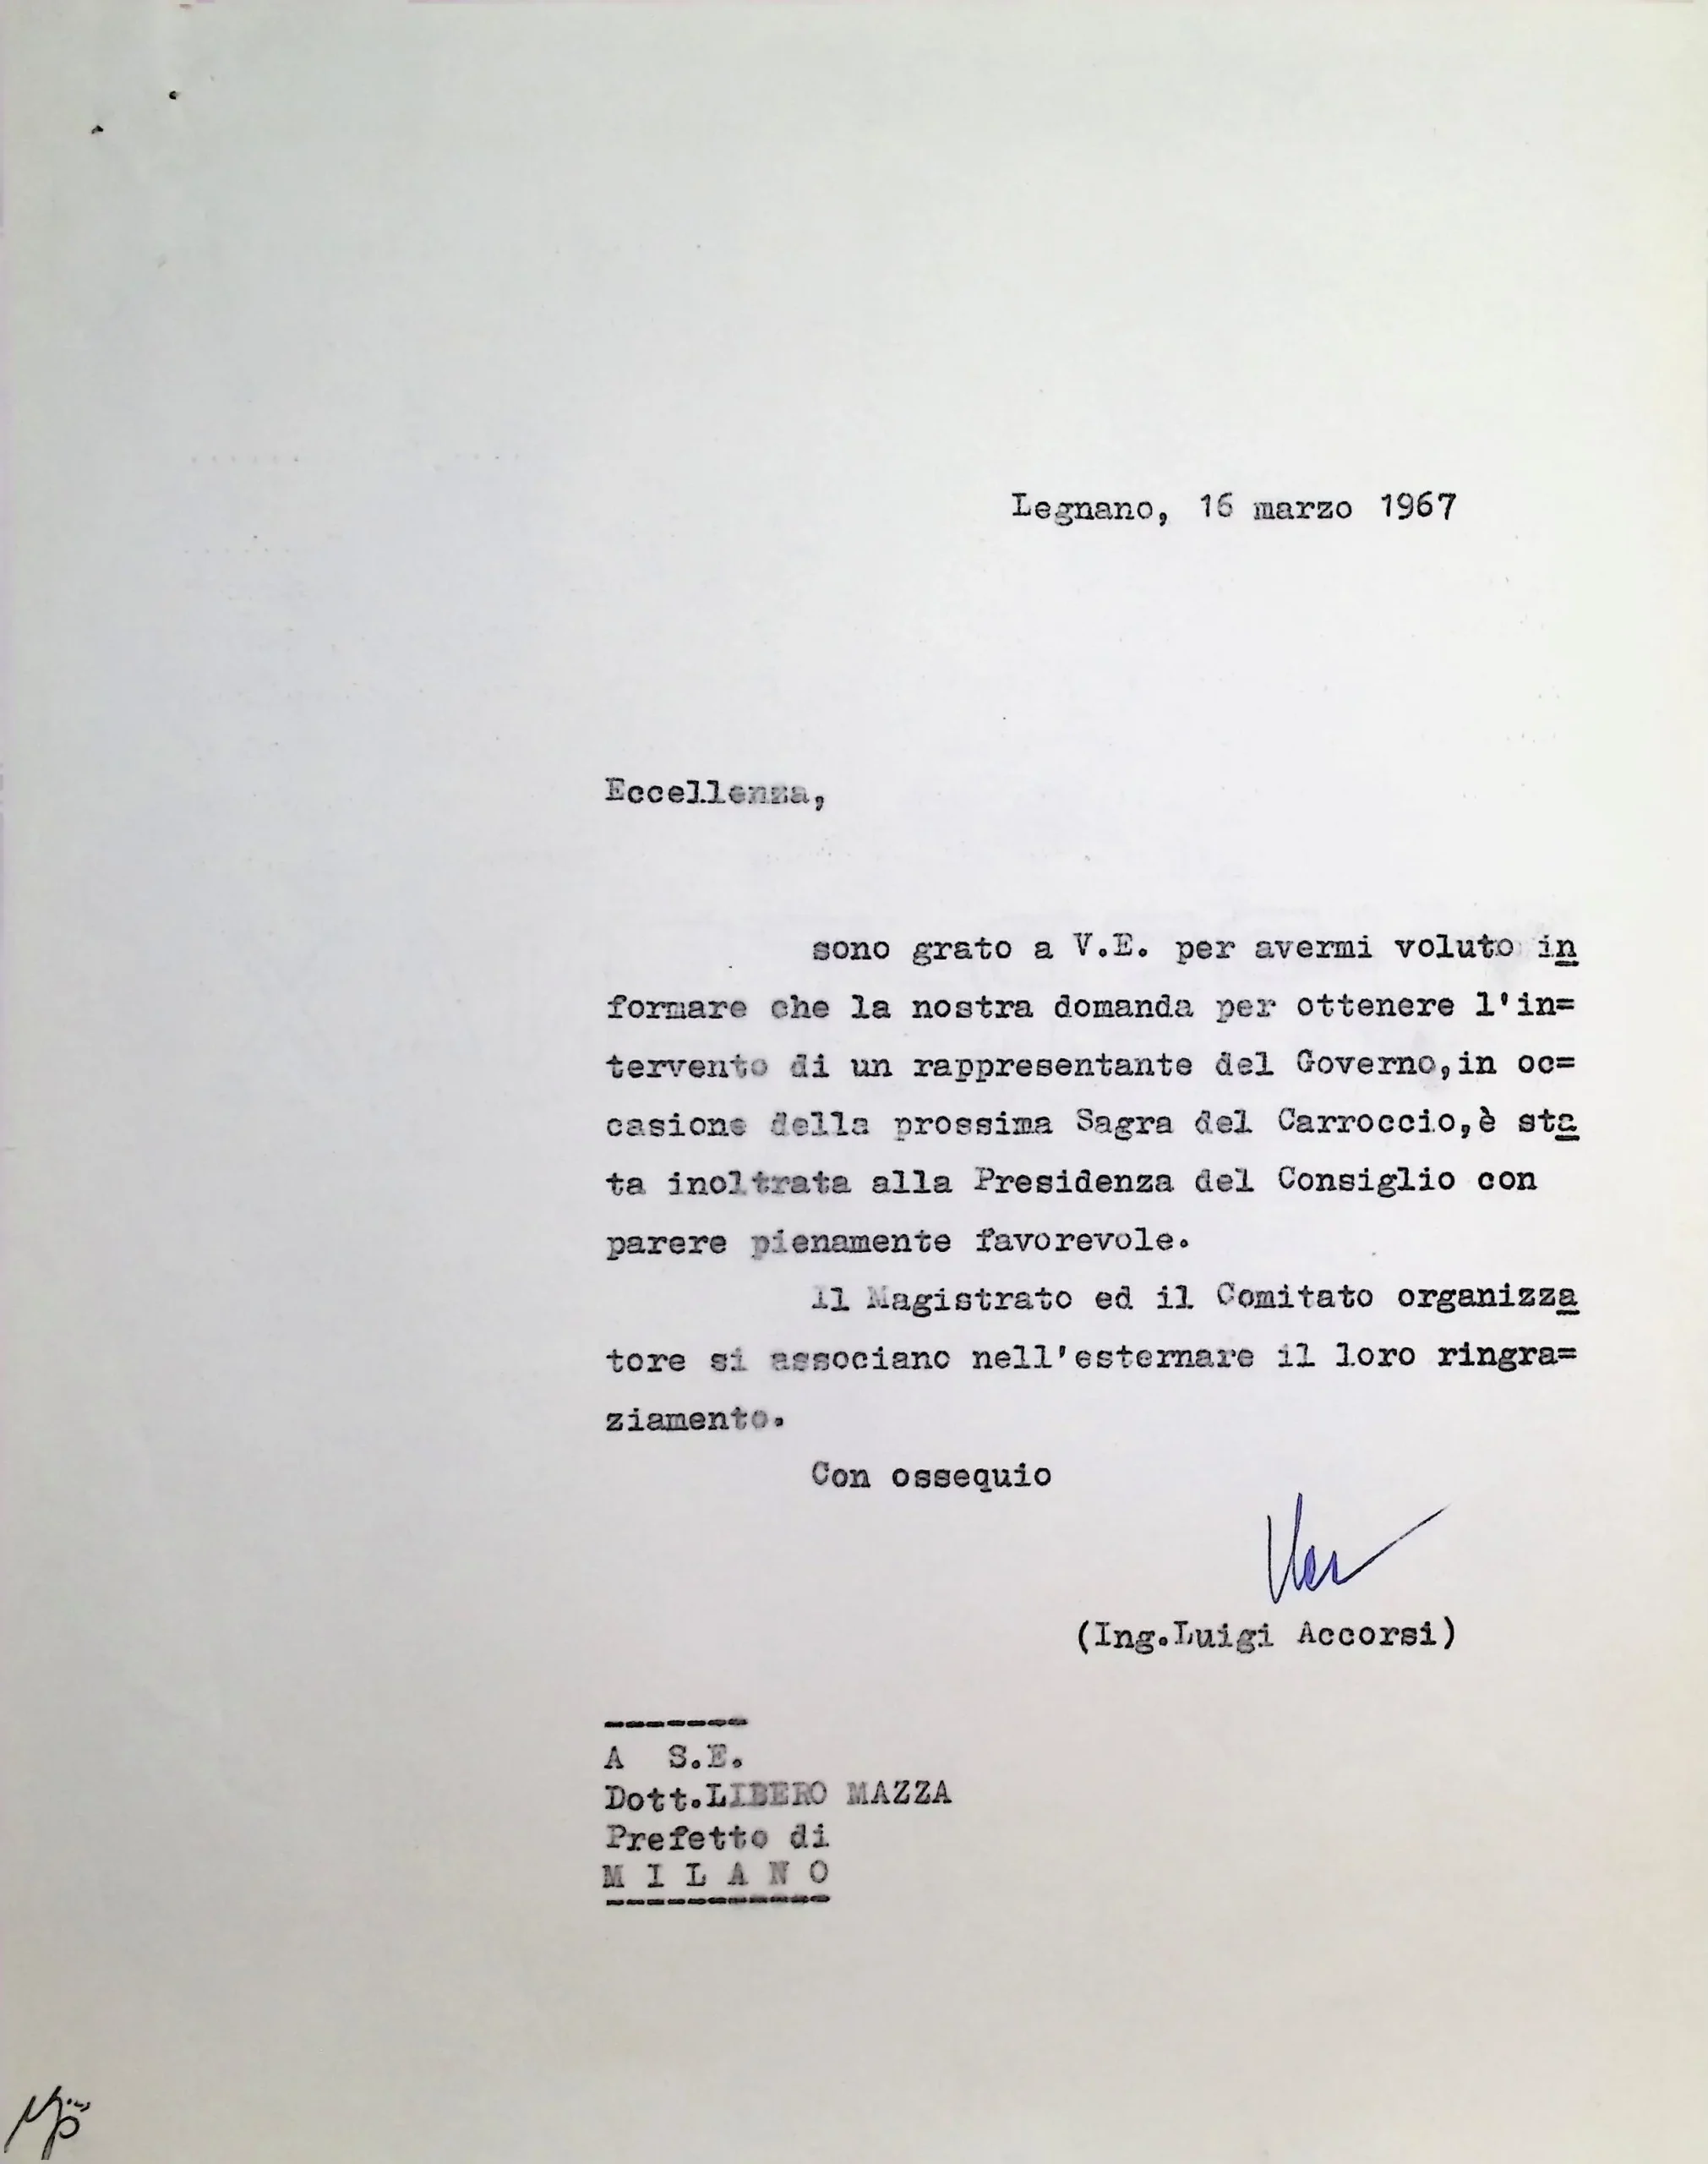 Legnano, 16 marzo 1967
Eccellenza,
sono grato a V.E. per avermi voluto in
formare che la nostra domanda per ottenere l'in=
tervento di un rappresentante del Governo,in oc=
casione della prossima Sagra del Carroccio,è sta
ta inoltrata alla Presidenza del Consiglio con
parere pienamente favorevole.
Il Magistrato ed il Comitato organizza
tore si associano nell'esternare il loro ringra=
ziamento.
Con ossequio
(Ing.Luigi Accorsi)
A S.E.
Dott.LIBERO MAZZA
Prefetto di
M I L A N O